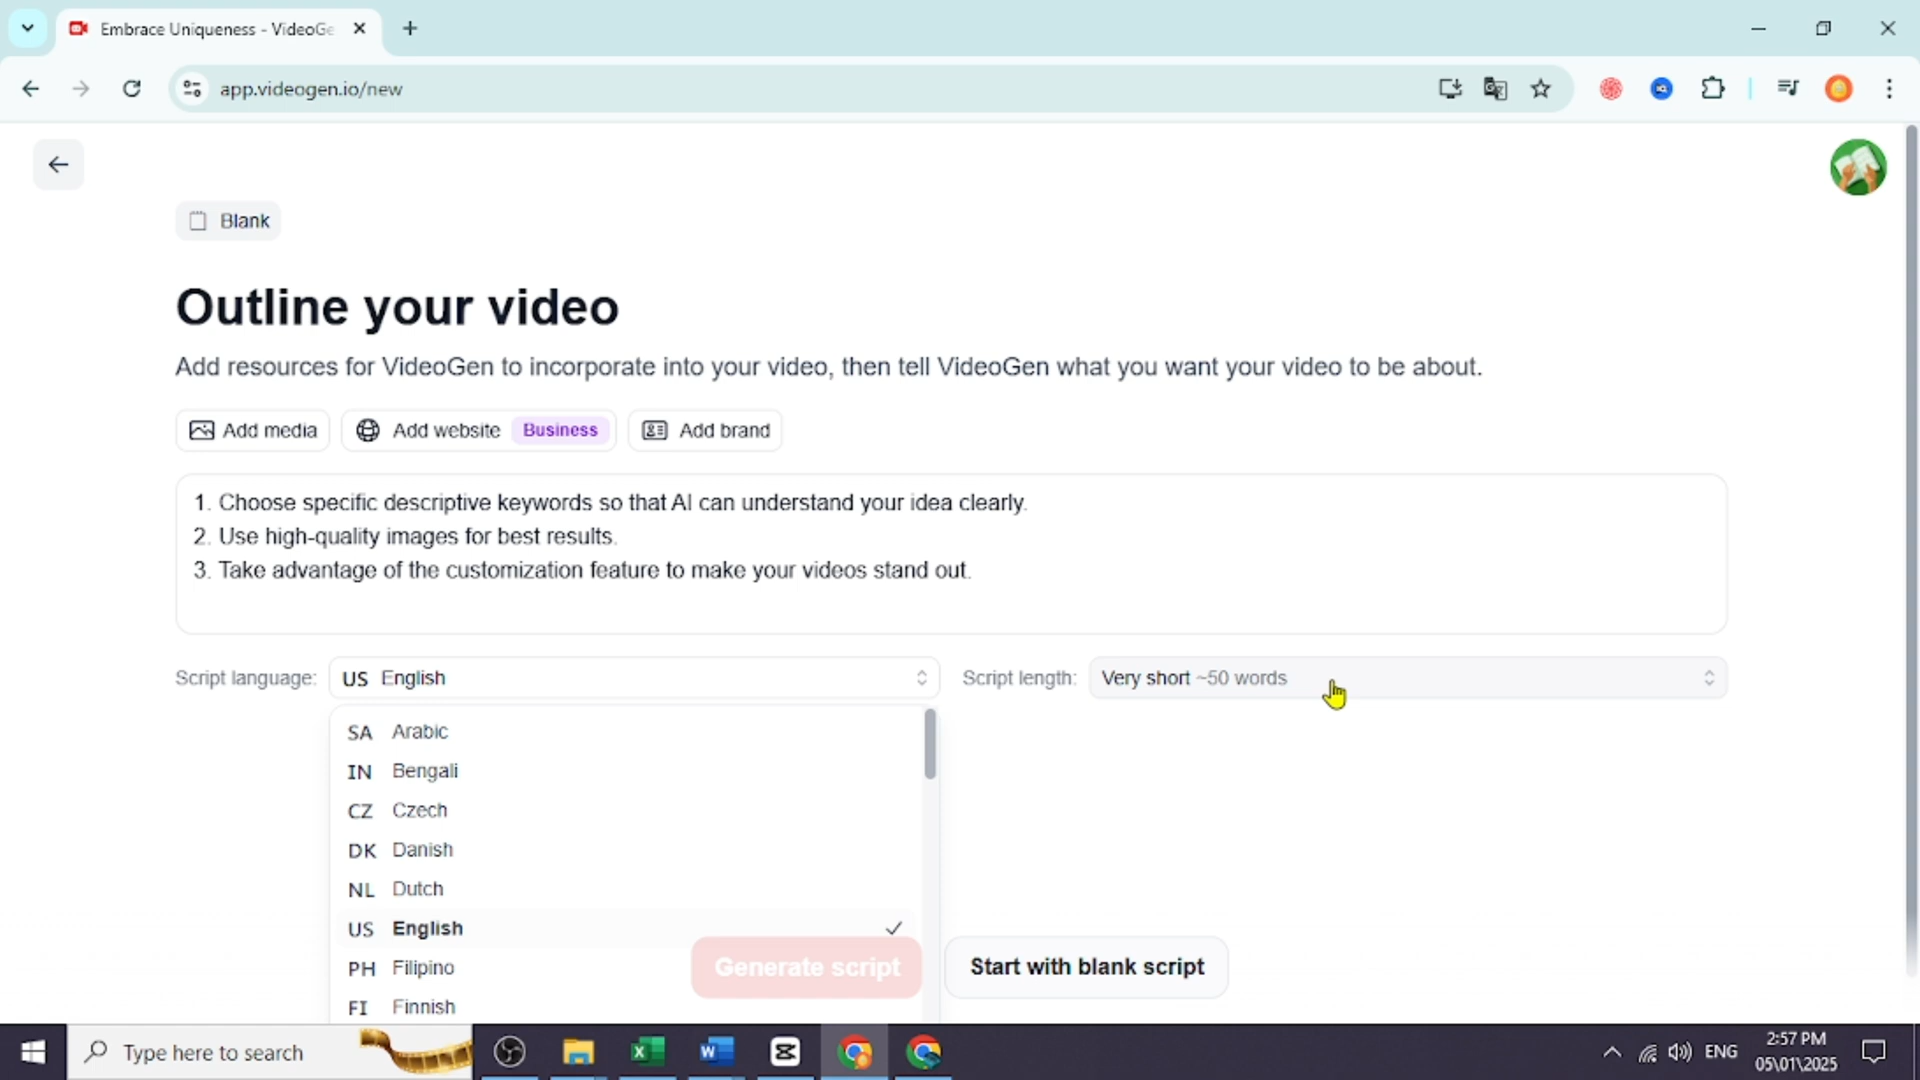 Embrace Uniqueness - VideoGe
app.videogen.io/new
Blank
Outline your video
Add resources for VideoGen to incorporate into your video, then tell VideoGen what you want your video to be about.
Add media
Add website Business
Add brand
1. Choose specific descriptive keywords so that AI can understand your idea clearly.
2. Use high-quality images for best results.
3. Take advantage of the customization feature to make your videos stand out.
Script language: US English
Script length: Very short ~50 words
SA Arabic
IN Bengali
CZ Czech
DK Danish
NL Dutch
US English
PH Filipino
FI Finnish
Generate script
Start with blank script
Type here to search
ENG
2:57 PM
05\01\2025